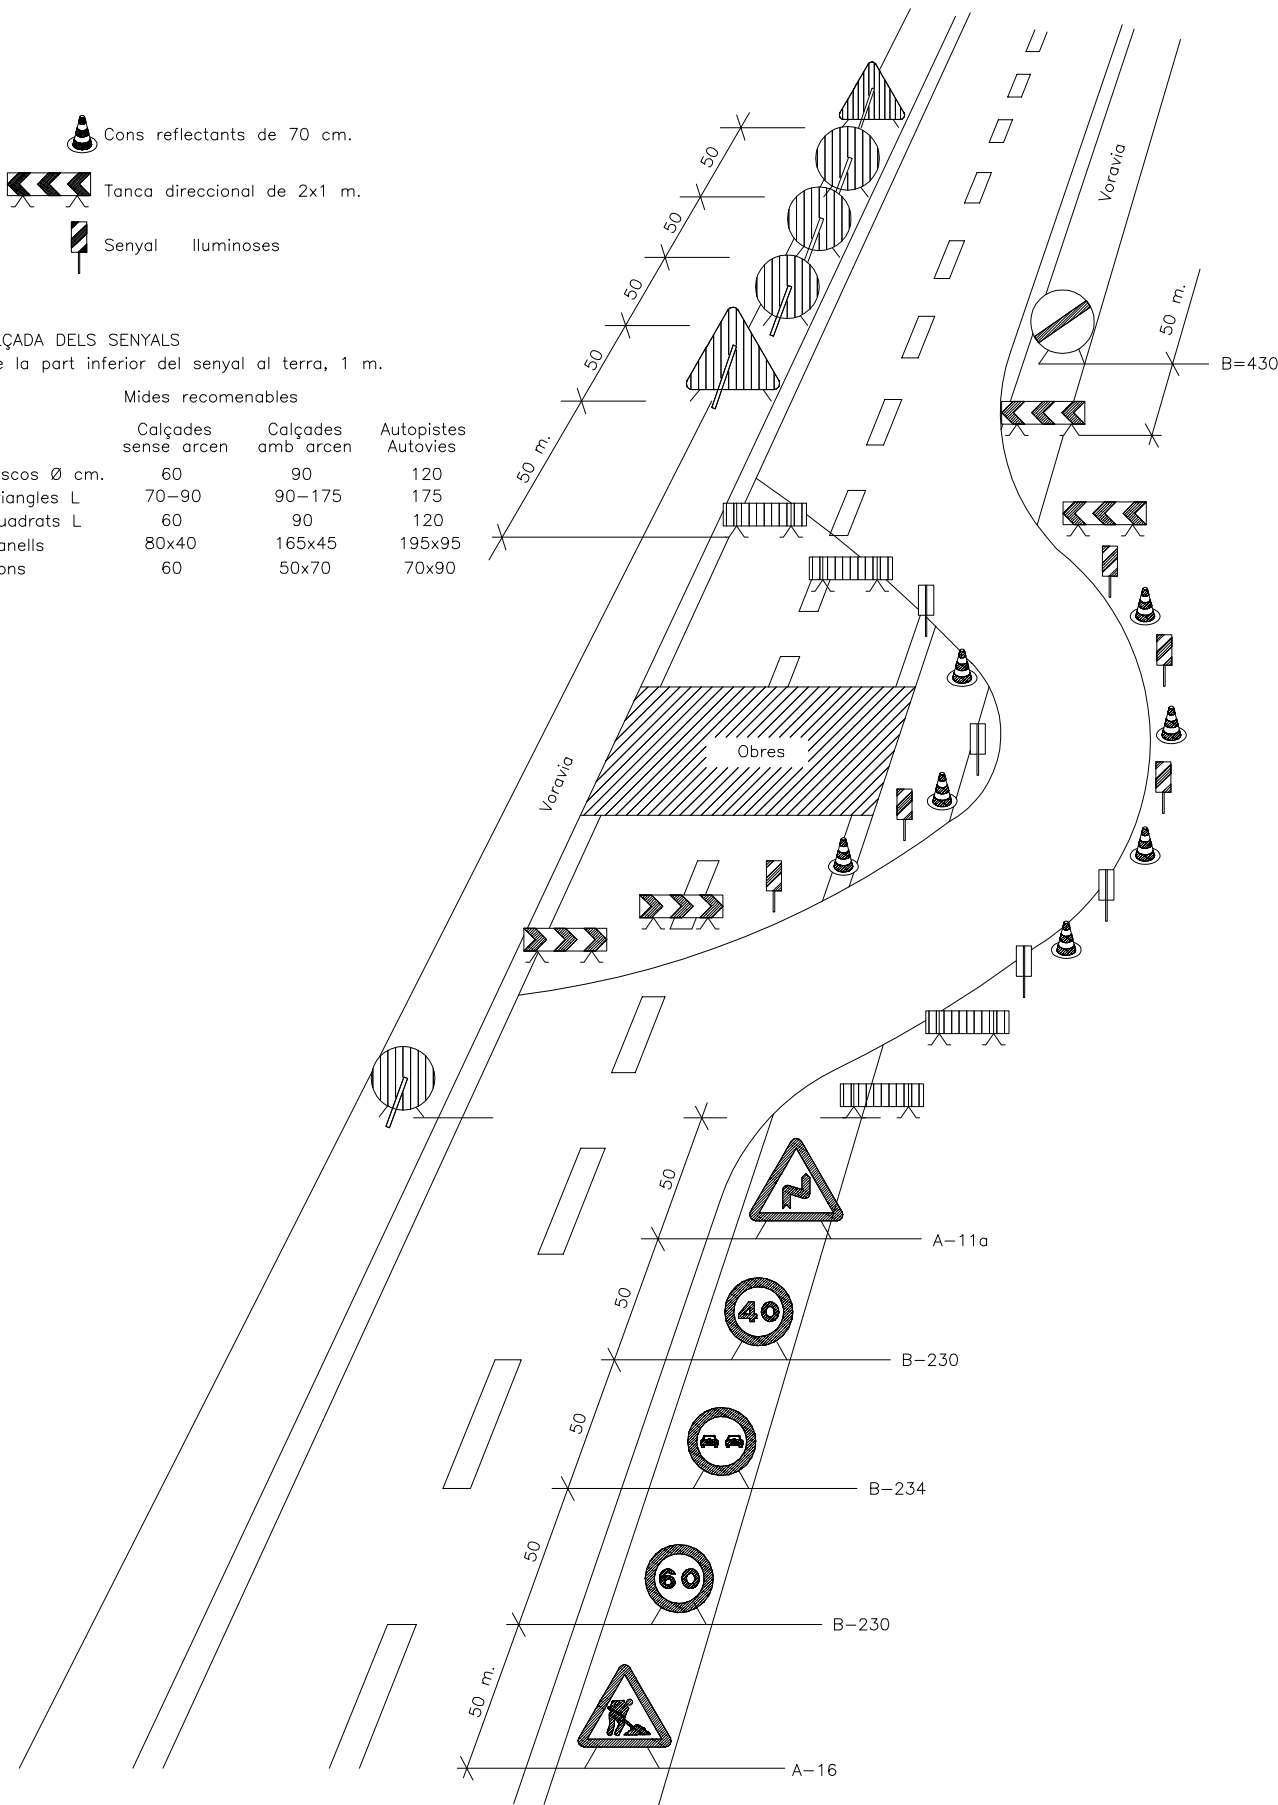 Cons reflectants de 70 cm.
Tanca direccional de 2x1 m.
Senyal lluminoses
LÇADA DELS SENYALS
e la part inferior del senyal al terra, 1 m.
Mides recomenables
Calçades sense arcen Calçades amb arcen Autopistes Autovies
scos Ø cm. 60 90 120
iangles L 70-90 90-175 175
uadrats L 60 90 120
anells 80x40 165x45 195x95
ons 60 50x70 70x90
50
50
50
50
50 m.
Voravia
50 m.
B=430
Obres
Voravia
50
A-11a
50
40
B-230
50
B-234
50
60
B-230
50 m.
A-16